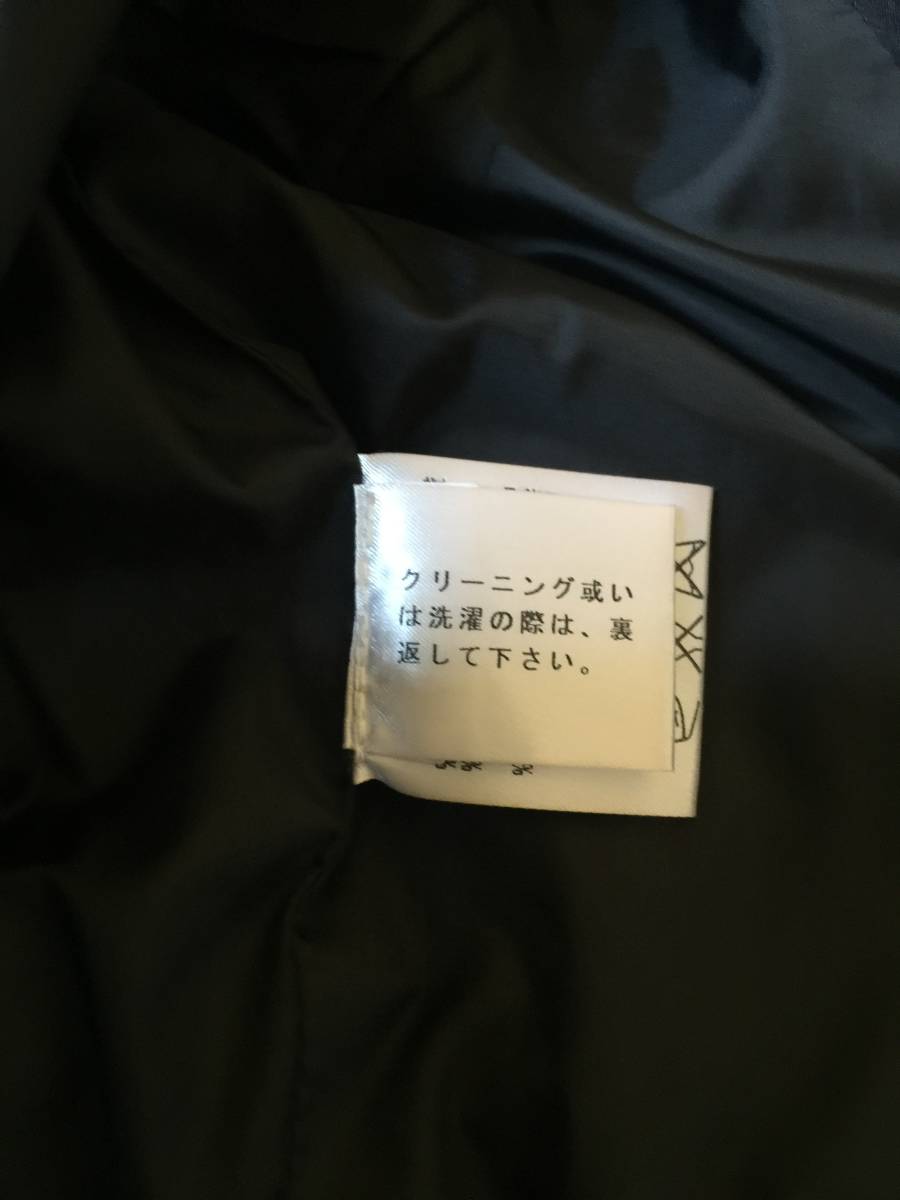 クリーニング或い
は洗濯の際は、裏
返して下さい。